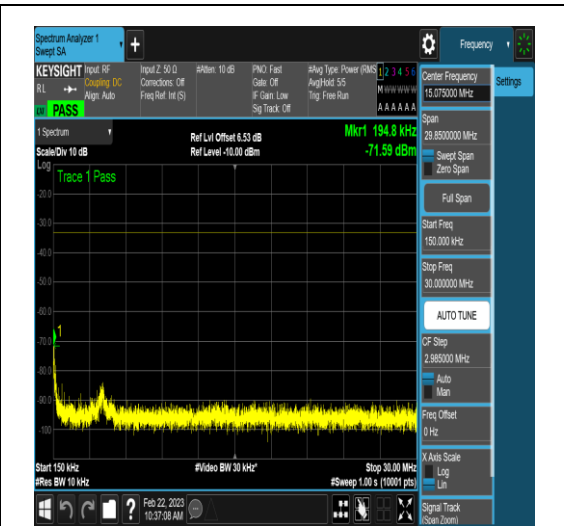 Spectrum Analyzer 1
Swept SA
Frequency
KEYSIGHT
RL
PASS
Input: RF
Coupling: DC
Align: Auto
Input Z: 50 Ω
Corrections: Off
Freq Ref: Int (S)
#Atten: 10 dB
PNO: Fast
Gate: Off
IF Gain: Low
Sig Track: Off
#Avg Type: Power (RMS
Avg|Hold: 5/5
Trig: Free Run
1 2 3 4 5 6
M W W W W W
A A A A A A
1 Spectrum
Scale/Div 10 dB
Ref Lvl Offset 6.53 dB
Ref Level -10.00 dBm
Mkr1 194.8 kHz
-71.59 dBm
Log
Trace 1 Pass
-20.0
-30.0
-40.0
-50.0
-60.0
1
-70.0
-80.0
-90.0
-100
Start 150 kHz
#Res BW 10 kHz
#Video BW 30 kHz*
Stop 30.00 MHz
#Sweep 1.00 s (10001 pts)
Feb 22, 2023
10:37:08 AM
Center Frequency
15.075000 MHz
Settings
Span
29.8500000 MHz
Swept Span
Zero Span
Full Span
Start Freq
150.000 kHz
Stop Freq
30.000000 MHz
AUTO TUNE
CF Step
2.985000 MHz
Auto
Man
Freq Offset
0 Hz
X Axis Scale
Log
Lin
Signal Track
(Span Zoom)